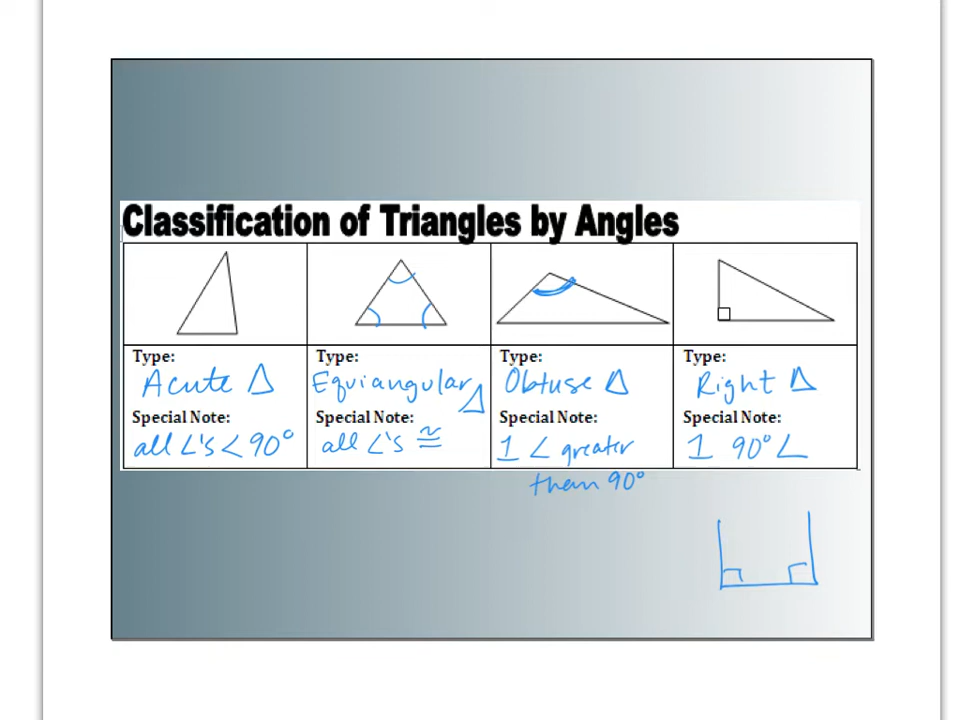 Classification of Triangles by Angles
Type:
Acute △
Special Note:
all ∠'s < 90°
Type:
Equiangular △
Special Note:
all ∠'s ≅
Type:
Obtuse △
Special Note:
1 ∠ greater
than 90°
Type:
Right △
Special Note:
1 90° ∠